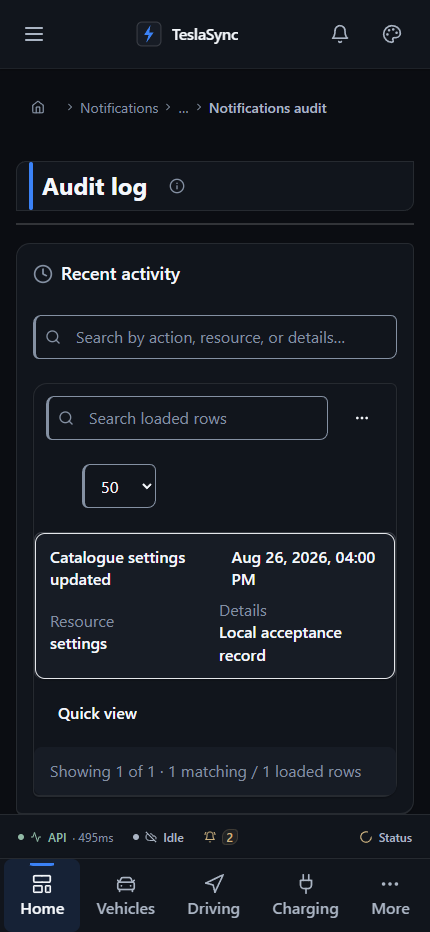 TeslaSync
Notifications
...
Notifications audit
Audit log
Recent activity
Search by action, resource, or details...
Search loaded rows
50
Catalogue settings
updated
Aug 26, 2026, 04:00
PM
Resource
settings
Details
Local acceptance
record
Quick view
Showing 1 of 1 · 1 matching / 1 loaded rows
API · 495ms
Idle
2
Status
Home
Vehicles
Driving
Charging
More